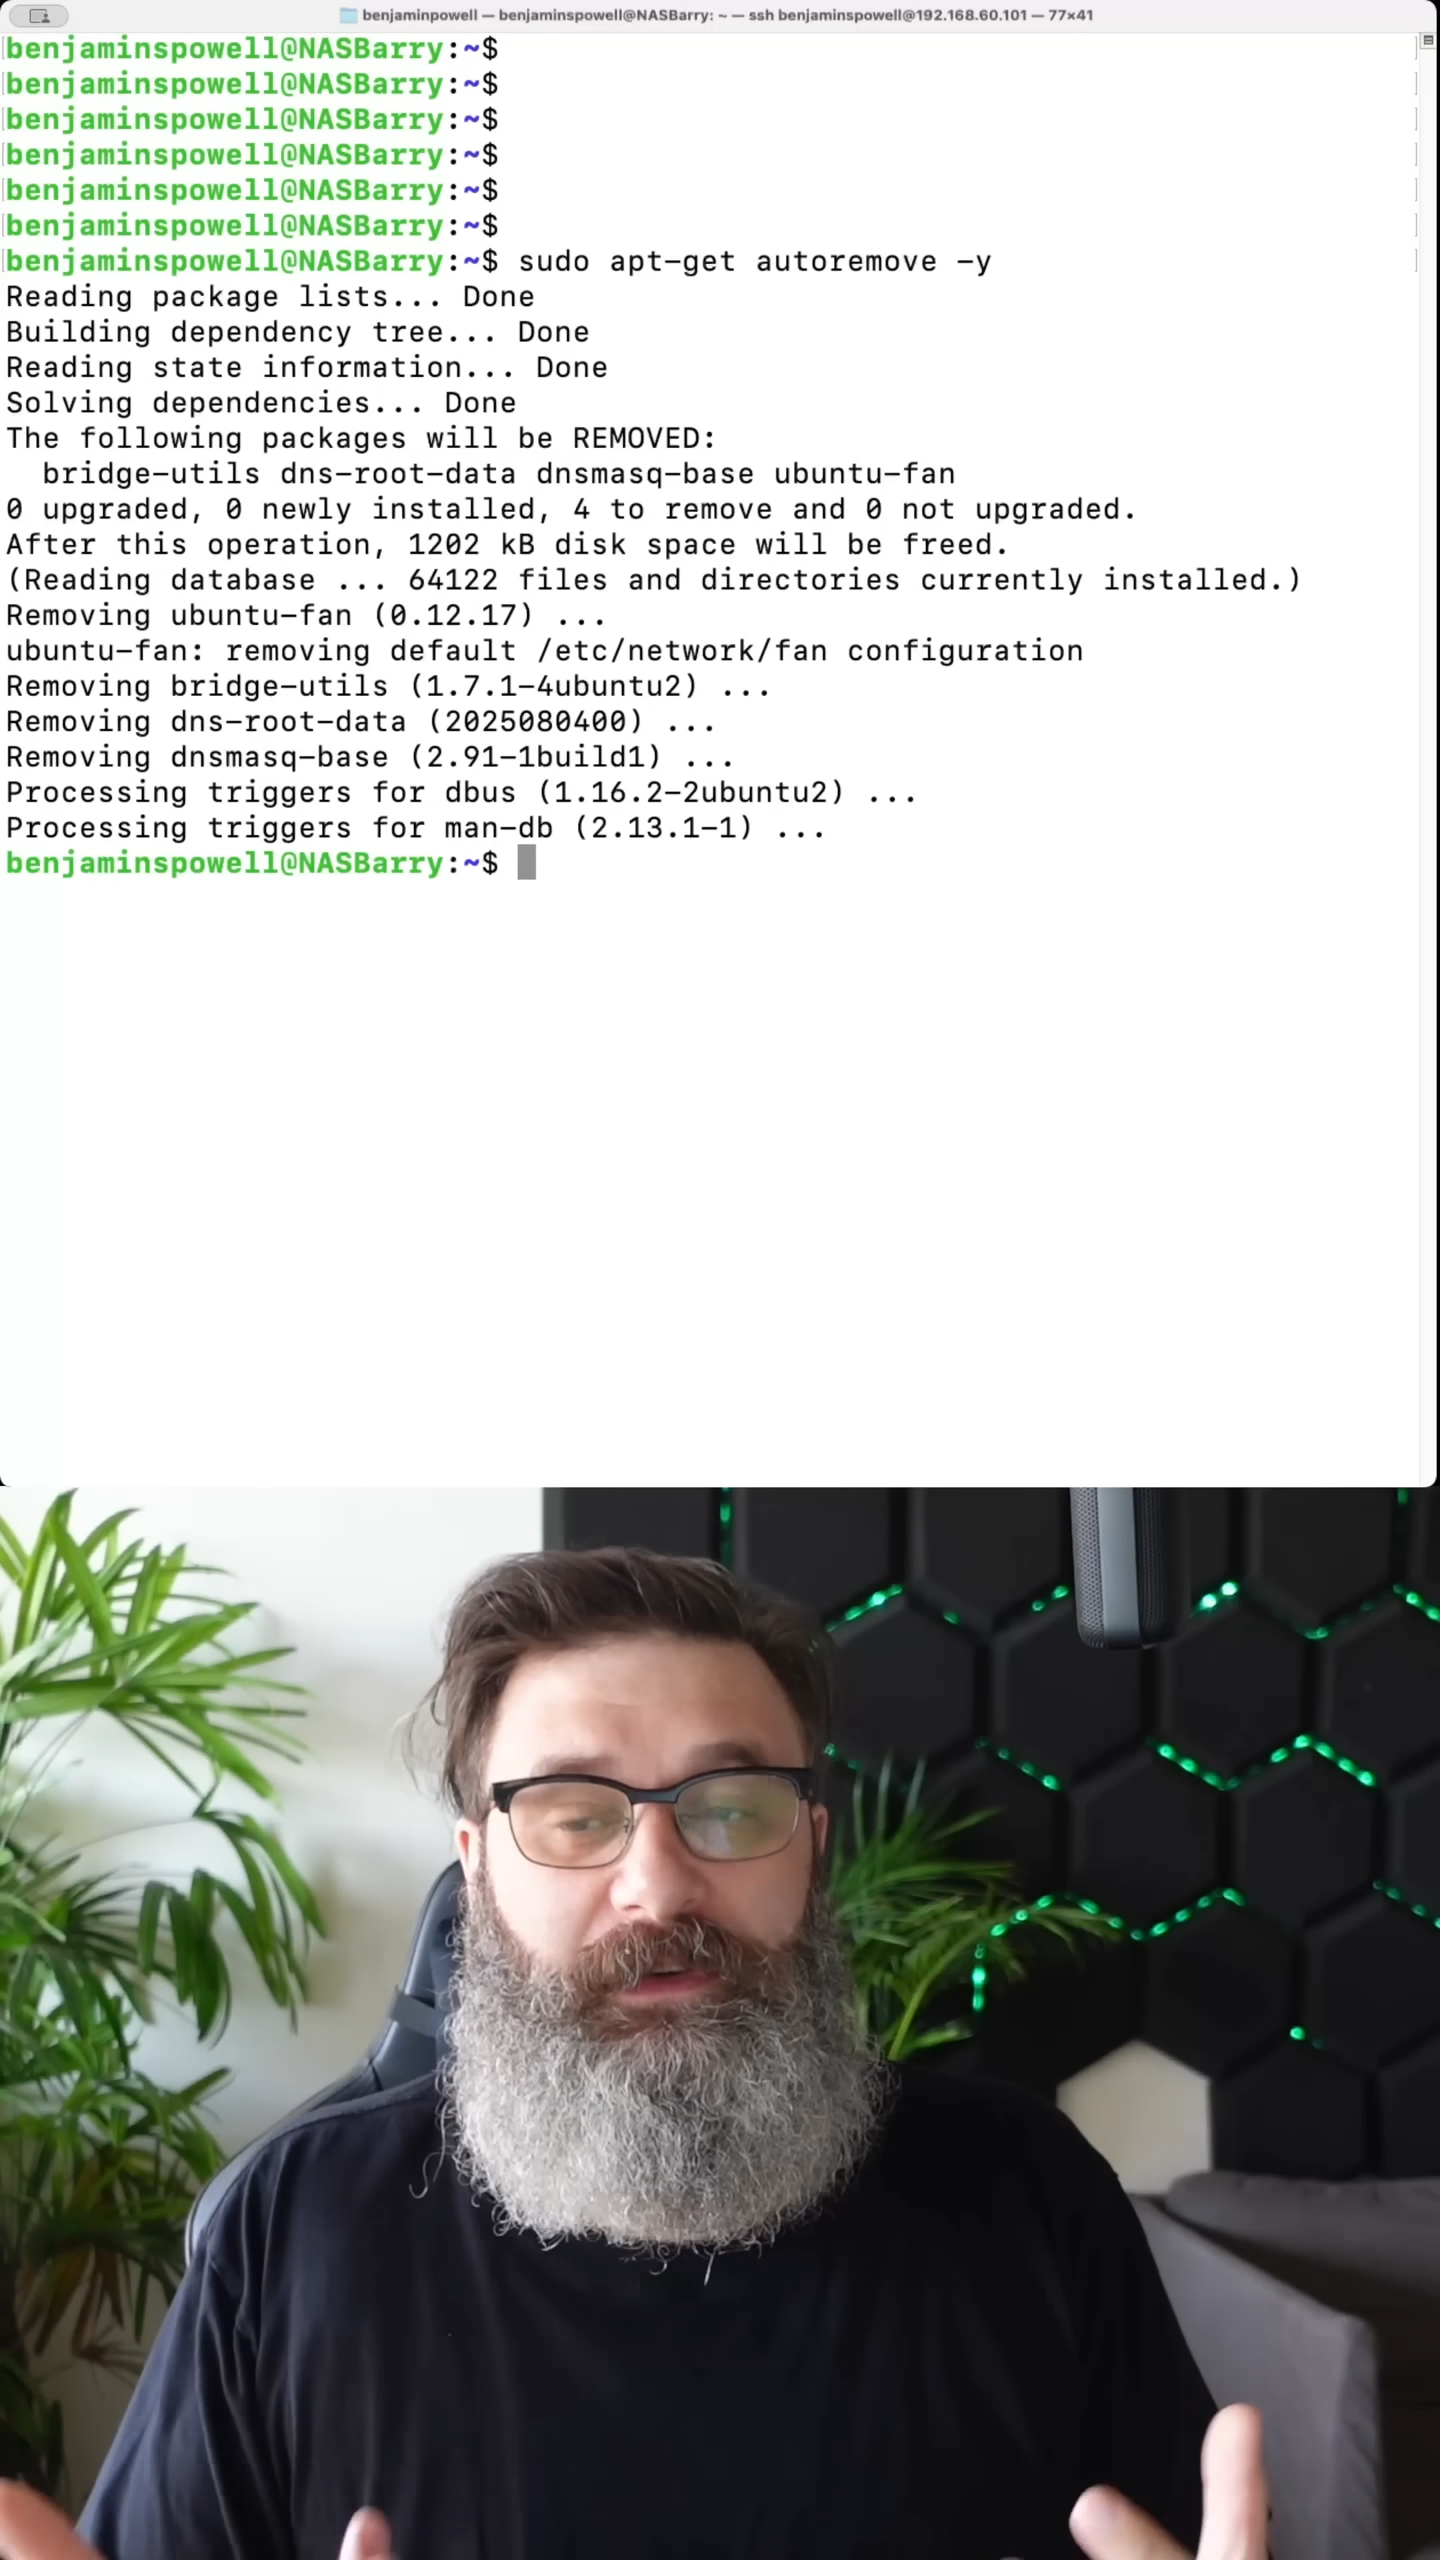 benjaminpowell — benjaminspowell@NASBarry: ~ — ssh benjaminspowell@192.168.60.101 — 77×41
benjaminspowell@NASBarry:~$
benjaminspowell@NASBarry:~$
benjaminspowell@NASBarry:~$
benjaminspowell@NASBarry:~$
benjaminspowell@NASBarry:~$
benjaminspowell@NASBarry:~$
benjaminspowell@NASBarry:~$ sudo apt-get autoremove -y
Reading package lists... Done
Building dependency tree... Done
Reading state information... Done
Solving dependencies... Done
The following packages will be REMOVED:
  bridge-utils dns-root-data dnsmasq-base ubuntu-fan
0 upgraded, 0 newly installed, 4 to remove and 0 not upgraded.
After this operation, 1202 kB disk space will be freed.
(Reading database ... 64122 files and directories currently installed.)
Removing ubuntu-fan (0.12.17) ...
ubuntu-fan: removing default /etc/network/fan configuration
Removing bridge-utils (1.7.1-4ubuntu2) ...
Removing dns-root-data (2025080400) ...
Removing dnsmasq-base (2.91-1build1) ...
Processing triggers for dbus (1.16.2-2ubuntu2) ...
Processing triggers for man-db (2.13.1-1) ...
benjaminspowell@NASBarry:~$